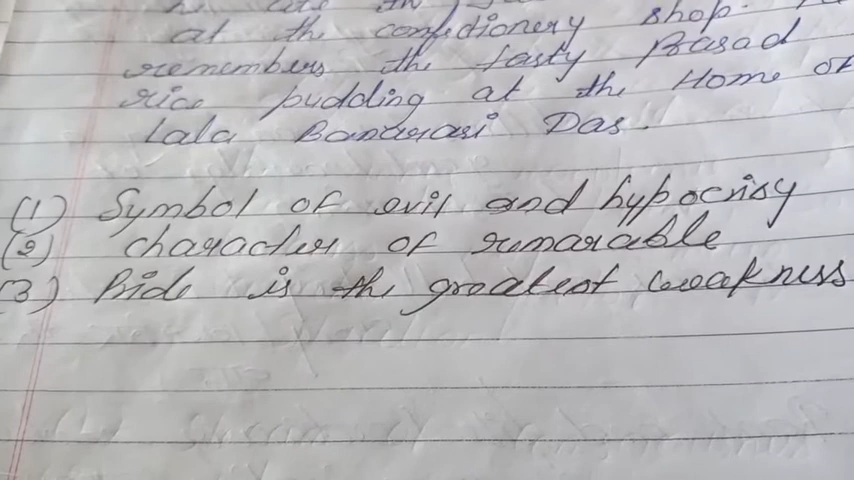 at the confectionery shop.
remembers the tasty Prasad
rice pudding at the Home of
Lala Banarasi Das.
(1) Symbol of evil and hypocrisy
(2) character of remarable
(3) Pride is the greatest weakness